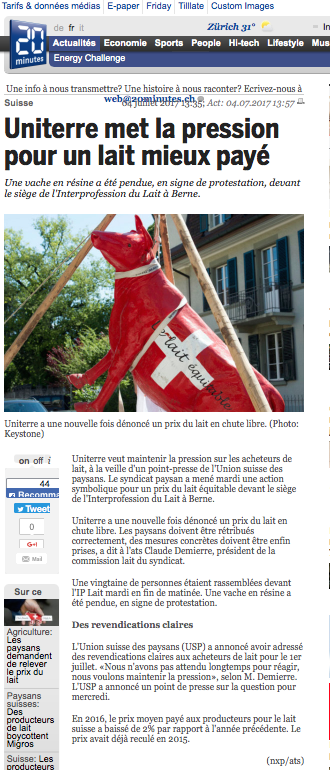 Tarifs & données médias | E-paper | Friday | Tilllate | Custom Images
20
minutes
de fr it
Zürich 31°
Actualités Economie Sports People Hi-tech Lifestyle
Energy Challenge
Une info à nous transmettre? Une histoire à nous raconter? Ecrivez-nous à
web@20minutes.ch
Suisse 04 juillet 2017 13:35; Act: 04.07.2017 13:57
Uniterre met la pression
pour un lait mieux payé
Une vache en résine a été pendue, en signe de protestation, devant
le siège de l'Interprofession du Lait à Berne.
lait équitable
Uniterre a une nouvelle fois dénoncé un prix du lait en chute libre. (Photo:
Keystone)
on off i
44
Recomma
Tweet
0
G+1
Mail
Sur ce
Agriculture:
Les
paysans
demandent
de relever
le prix du
lait
Paysans
suisses:
Des
producteurs
de lait
boycottent
Migros
Suisse: Les
producteurs
Uniterre veut maintenir la pression sur les acheteurs de
lait, à la veille d'un point-presse de l'Union suisse des
paysans. Le syndicat paysan a mené mardi une action
symbolique pour un prix du lait équitable devant le siège
de l'Interprofession du Lait à Berne.
Uniterre a une nouvelle fois dénoncé un prix du lait en
chute libre. Les paysans doivent être rétribués
correctement, des mesures concrètes doivent être enfin
prises, a dit à l'ats Claude Demierre, président de la
commission lait du syndicat.
Une vingtaine de personnes étaient rassemblées devant
l'IP Lait mardi en fin de matinée. Une vache en résine a
été pendue, en signe de protestation.
Des revendications claires
L'Union suisse des paysans (USP) a annoncé avoir adressé
des revendications claires aux acheteurs de lait pour le 1er
juillet. «Nous n'avons pas attendu longtemps pour réagir,
nous voulons maintenir la pression», selon M. Demierre.
L'USP a annoncé un point de presse sur la question pour
mercredi.
En 2016, le prix moyen payé aux producteurs pour le lait
suisse a baissé de 2% par rapport à l'année précédente. Le
prix avait déjà reculé en 2015.
(nxp/ats)